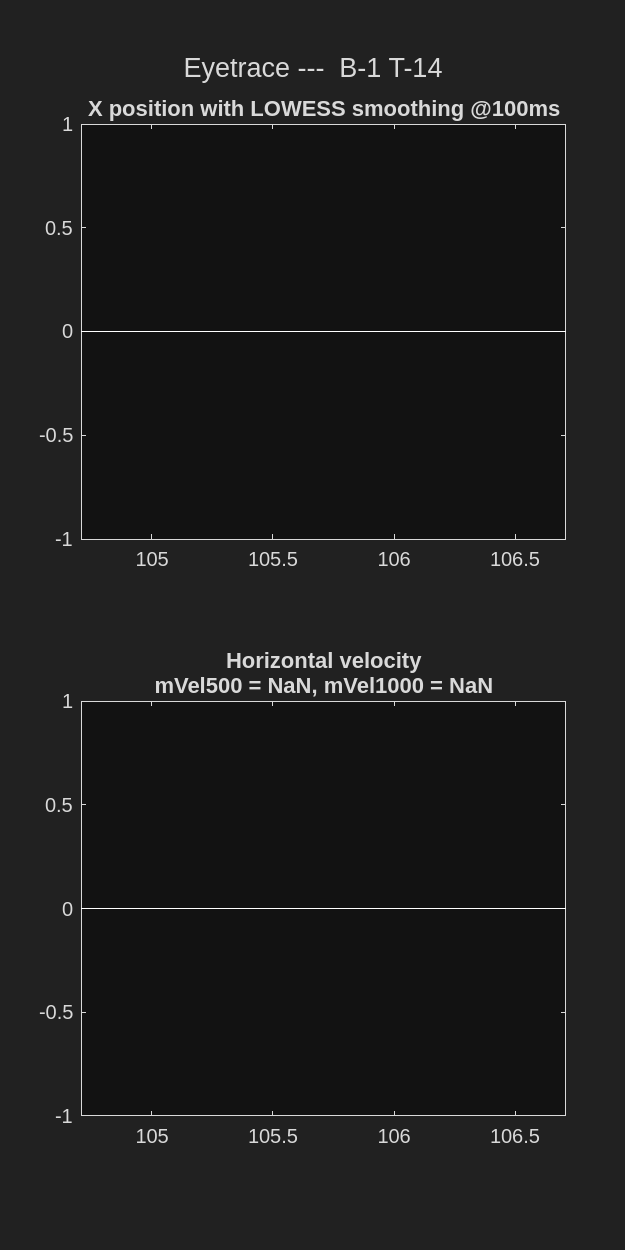 Eyetrace ---  B-1 T-14
X position with LOWESS smoothing @100ms
1
0.5
0
-0.5
-1
105 105.5 106 106.5
Horizontal velocity
mVel500 = NaN, mVel1000 = NaN
1
0.5
0
-0.5
-1
105 105.5 106 106.5